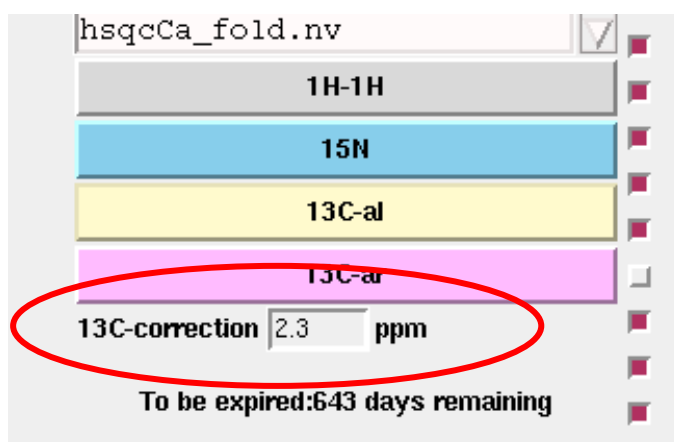 hsqcCa_fold.nv
1H-1H
15N
13C-al
13C-ar
13C-correction 2.3 ppm
To be expired:643 days remaining